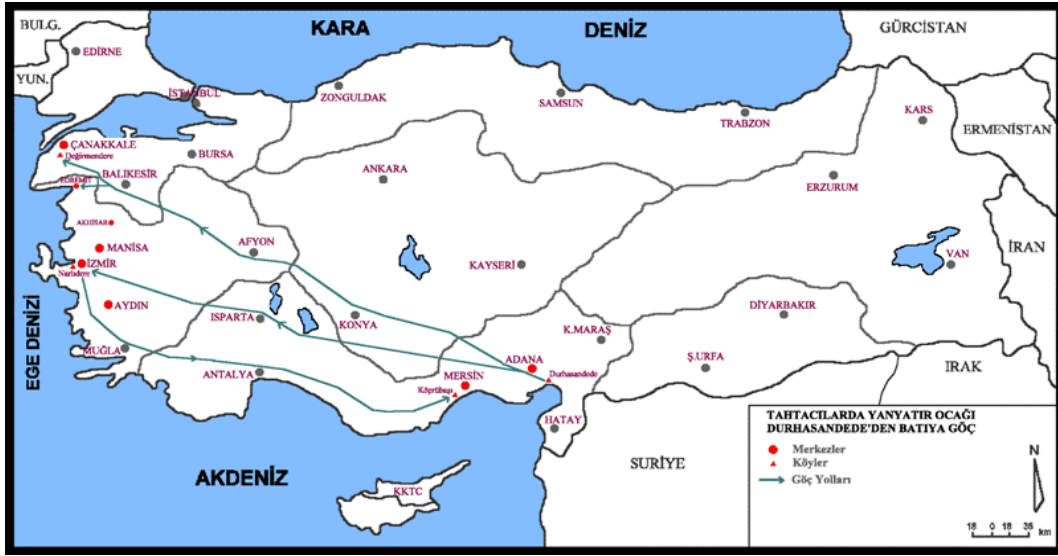 BULG.
KARA
DENİZ
GÜRCİSTAN
EDİRNE
YUN.
İSTANBUL
ZONGULDAK
SAMSUN
TRABZON
KARS
ERMENİSTAN
ÇANAKKALE
Değirmendere
BURSA
ANKARA
ERZURUM
EDREMİT
BALIKESİR
AKHİSAR
MANİSA
AFYON
KAYSERİ
VAN
İRAN
İZMİR
Narlıdere
AYDIN
ISPARTA
KONYA
DİYARBAKIR
K.MARAŞ
EGE DENİZİ
MUĞLA
ANTALYA
MERSİN
Köprübaşı
ADANA
Durhasandede
Ş.URFA
IRAK
HATAY
SURİYE
AKDENİZ
KKTC
TAHTACILARDA YANYATIR OCAĞI
DURHASANDEDE'DEN BATIYA GÖÇ
Merkezler
Köyler
Göç Yolları
N
18 0 18 36 km